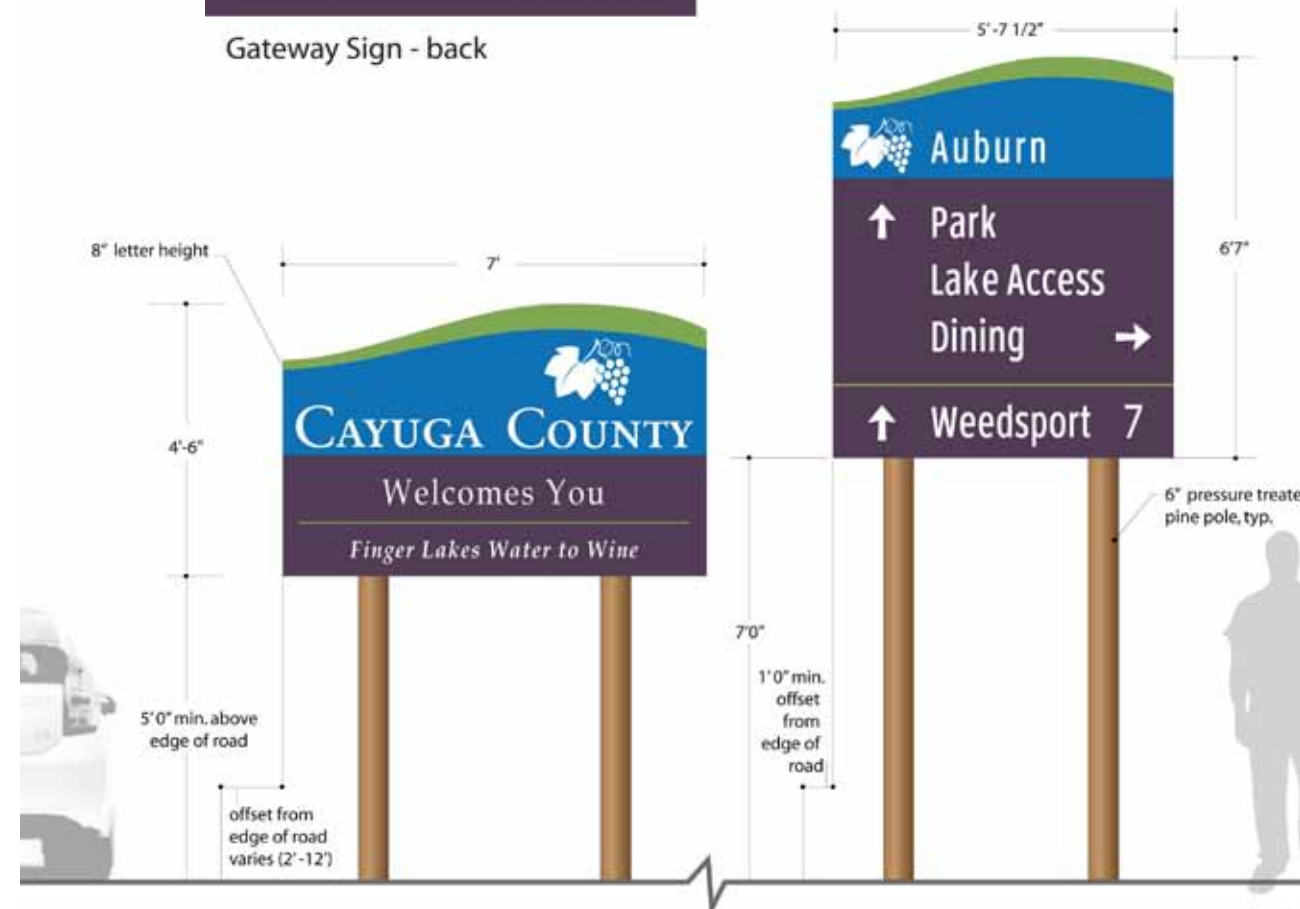 Gateway Sign - back
8" letter height
7'
4'-6"
CAYUGA COUNTY
Welcomes You
Finger Lakes Water to Wine
5'0" min. above
edge of road
offset from
edge of road
varies (2'-12')
5'-7 1/2"
6'7"
Auburn
Park
Lake Access
Dining
Weedsport 7
7'0"
1'0" min.
offset
from
edge of
road
6" pressure treate
pine pole, typ.